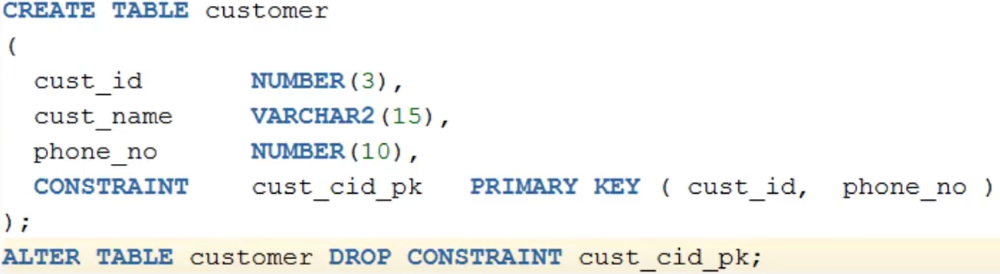 CREATE TABLE customer
(
cust_id NUMBER(3),
cust_name VARCHAR2(15),
phone_no NUMBER(10),
CONSTRAINT cust_cid_pk PRIMARY KEY ( cust_id, phone_no )
);
ALTER TABLE customer DROP CONSTRAINT cust_cid_pk;